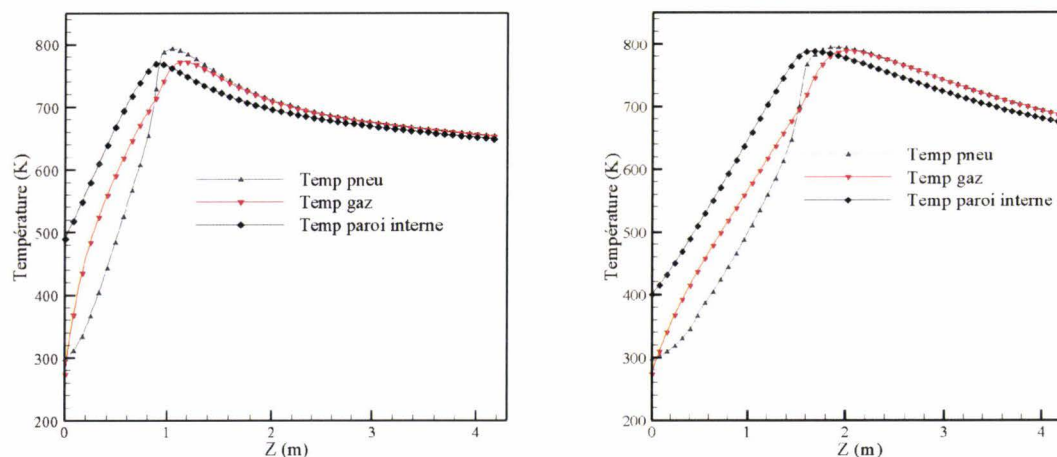 800
700
600
500
400
300
200
Température (K)
Temp pneu
Temp gaz
Temp paroi interne
0 1 2 3 4
Z (m)
800
700
600
500
400
300
200
Température (K)
Temp pneu
Temp gaz
Temp paroi interne
0 1 2 3 4
Z (m)